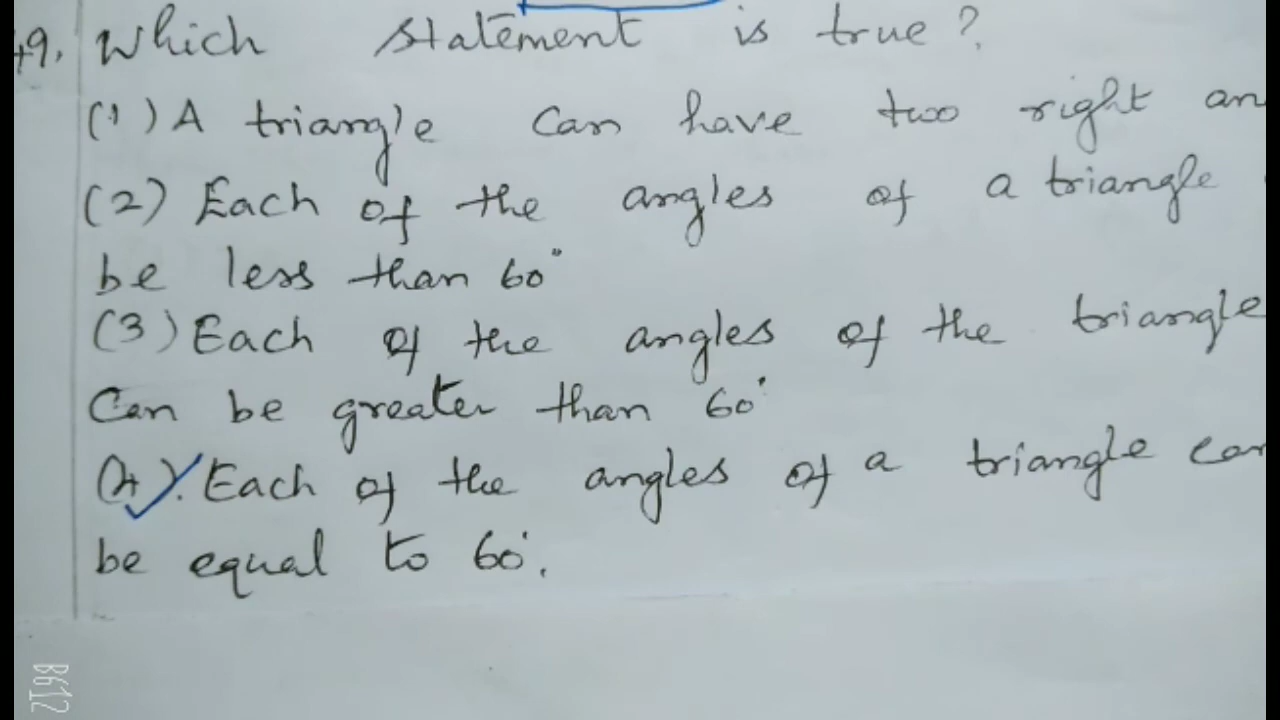 49. Which statement is true?
(1) A triangle can have two right an
(2) Each of the angles of a triangle
be less than 60°
(3) Each of the angles of the triangle
Can be greater than 60°
(4). Each of the angles of a triangle can
be equal to 60°.
B612